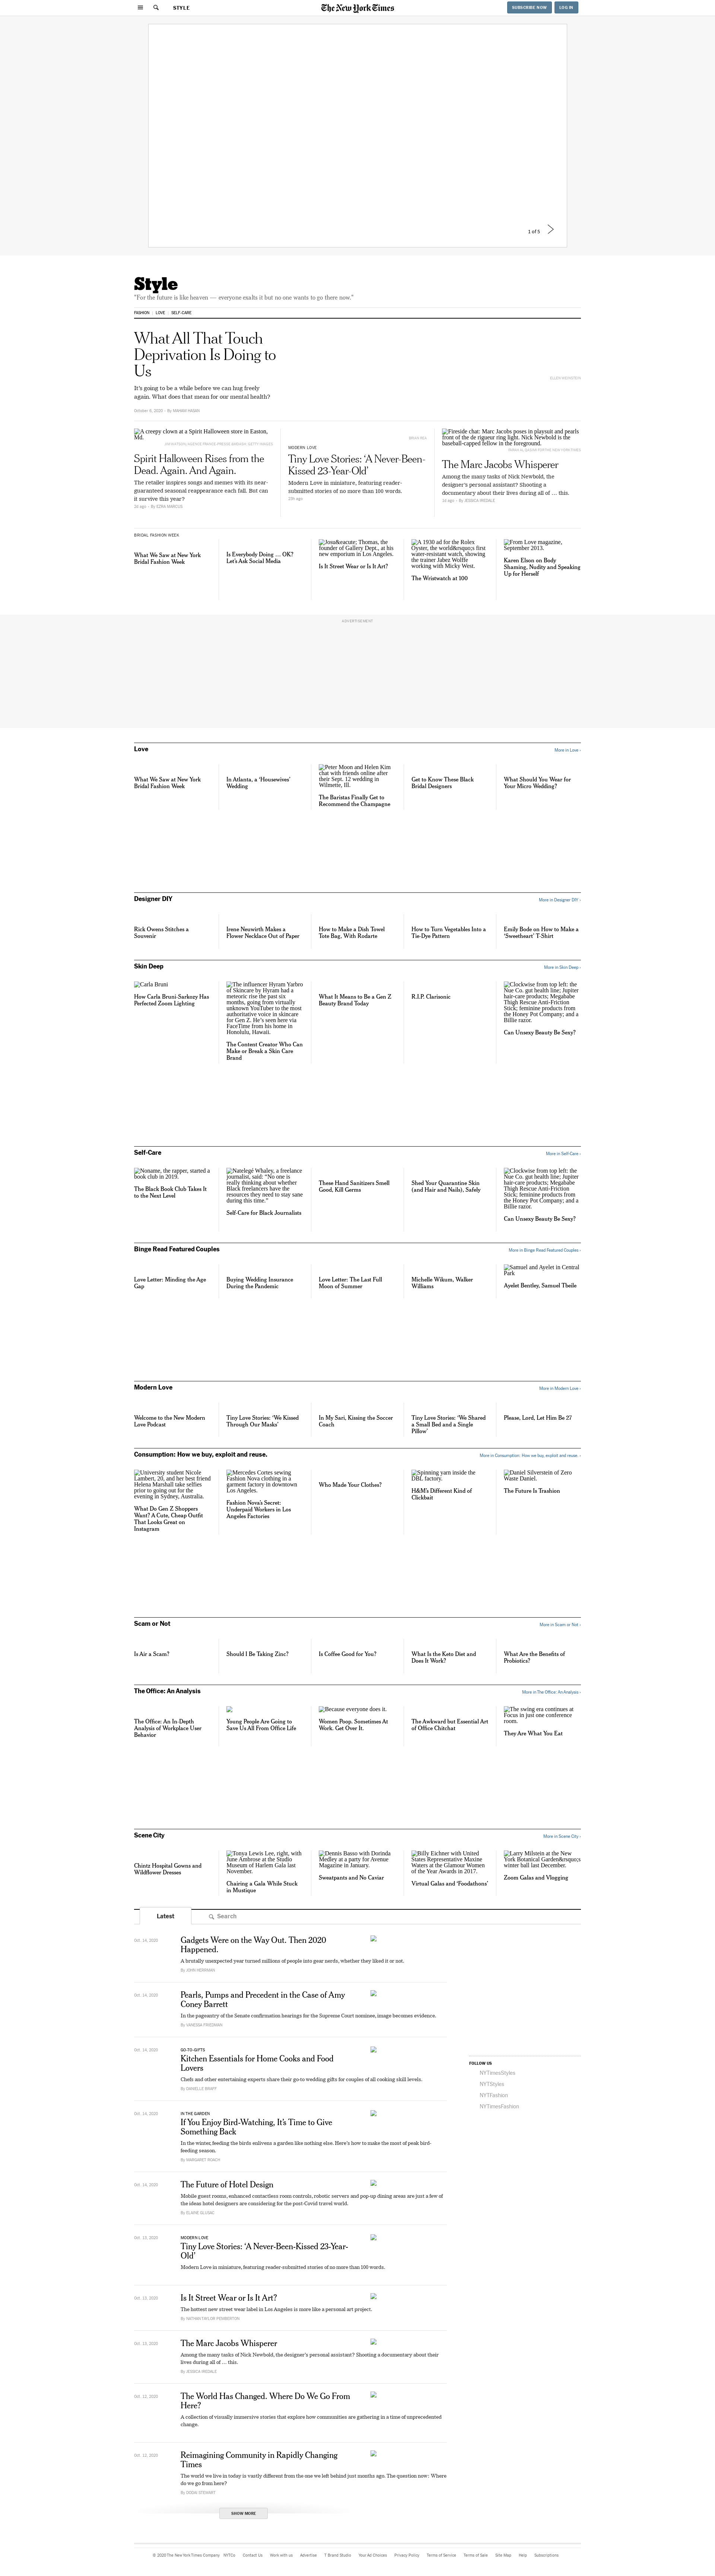 STYLE
The New York Times
SUBSCRIBE NOW
LOG IN
1 of 5
Style
"For the future is like heaven — everyone exalts it but no one wants to go there now."
FASHION
LOVE
SELF-CARE
What All That Touch
Deprivation Is Doing to
Us
It's going to be a while before we can hug freely
again. What does that mean for our mental health?
October 6, 2020
A creepy clown at a Spirit Halloween store in Easton,
Md.
Spirit Halloween Rises from the
Dead. Again. And Again.
The retailer inspires songs and memes with its near-
guaranteed seasonal reappearance each fall. But can
it survive this year?
By EZRA MARCUS
MODERN LOVE
Tiny Love Stories: 'A Never-Been-
Kissed 23-Year-Old'
Modern Love in miniature, featuring reader-
submitted stories of no more than 100 words.
Fireside chat: Marc Jacobs poses in playsuit and pearls
front of the de rigueur ring light. Nick Newbold is the
baseball-capped fellow in the foreground.
The Marc Jacobs Whisperer
Among the many tasks of Nick Newbold, the
designer's personal assistant? Shooting a
documentary about their lives during all of … this.
By JESSICA IREDALE
BRIDAL FASHION WEEK
What We Saw at New York
Bridal Fashion Week
Is Everybody Doing … OK?
Let's Ask Social Media
Josu&eacute; Thomas, the
founder of Gallery Dept., at his
new emporium in Los Angeles.
Is It Street Wear or Is It Art?
A 1930 ad for the Rolex
Oyster, the world&rsquo;s first
water-resistant watch, showing
the trainer Jabez Wolffe
working with Micky West.
The Wristwatch at 100
From Love magazine,
September 2013.
Karen Elson on Body
Shaming, Nudity and Speaking
Up for Herself
ADVERTISEMENT
Love
More in Love ›
What We Saw at New York
Bridal Fashion Week
In Atlanta, a 'Housewives'
Wedding
Peter Moon and Helen Kim
chat with friends online after
their Sept. 12 wedding in
Wilmette, Ill.
The Baristas Finally Get to
Recommend the Champagne
Get to Know These Black
Bridal Designers
What Should You Wear for
Your Micro Wedding?
Designer DIY
More in Designer DIY ›
Rick Owens Stitches a
Souvenir
Irene Neuwirth Makes a
Flower Necklace Out of Paper
How to Make a Dish Towel
Tote Bag, With Rodarte
How to Turn Vegetables Into a
Tie-Dye Pattern
Emily Bode on How to Make a
'Sweetheart' T-Shirt
Skin Deep
More in Skin Deep ›
Carla Bruni
How Carla Bruni-Sarkozy Has
Perfected Zoom Lighting
The influencer Hyram Yarbro
of Skincare by Hyram had a
meteoric rise the past six
months, going from virtually
unknown YouTuber to the most
authoritative voice in skincare
for Gen Z. He's seen here via
FaceTime from his home in
Honolulu, Hawaii.
The Content Creator Who Can
Make or Break a Skin Care
Brand
What It Means to Be a Gen Z
Beauty Brand Today
R.I.P. Clarisonic
Clockwise from top left: the
Nue Co. gut health line; Jupiter
hair-care products; Megababe
Thigh Rescue Anti-Friction
Stick; feminine products from
the Honey Pot Company; and a
Billie razor.
Can Unsexy Beauty Be Sexy?
Self-Care
More in Self-Care ›
Noname, the rapper, started a
book club in 2019.
The Black Book Club Takes It
to the Next Level
Natelegé Whaley, a freelance
journalist, said: "No one is
really thinking about whether
Black freelancers have the
resources they need to stay sane
during this time."
Self-Care for Black Journalists
These Hand Sanitizers Smell
Good, Kill Germs
Shed Your Quarantine Skin
(and Hair and Nails), Safely
Clockwise from top left: the
Nue Co. gut health line; Jupiter
hair-care products; Megababe
Thigh Rescue Anti-Friction
Stick; feminine products from
the Honey Pot Company; and a
Billie razor.
Can Unsexy Beauty Be Sexy?
Binge Read Featured Couples
More in Binge Read Featured Couples ›
Love Letter: Minding the Age
Gap
Buying Wedding Insurance
During the Pandemic
Love Letter: The Last Full
Moon of Summer
Michelle Wikum, Walker
Williams
Samuel and Ayelet in Central
Park
Ayelet Bentley, Samuel Theile
Modern Love
More in Modern Love ›
Welcome to the New Modern
Love Podcast
Tiny Love Stories: 'We Kissed
Through Our Masks'
In My Sari, Kissing the Soccer
Coach
Tiny Love Stories: 'We Shared
a Small Bed and a Single
Pillow'
Please, Lord, Let Him Be 27
Consumption: How we buy, exploit and reuse.
More in Consumption: How we buy, exploit and reuse. ›
University student Nicole
Lambert, 20, and her best friend
Helena Marshall take selfies
prior to going out for the
evening in Sydney, Australia.
What Do Gen Z Shoppers
Want? A Cute, Cheap Outfit
That Looks Great on
Instagram
Mercedes Cortes sewing
Fashion Nova clothing in a
garment factory in downtown
Los Angeles.
Fashion Nova's Secret:
Underpaid Workers in Los
Angeles Factories
Who Made Your Clothes?
Spinning yarn inside the
DBL factory.
H&M's Different Kind of
Clickbait
Daniel Silverstein of Zero
Waste Daniel.
The Future Is Trashion
Scam or Not
More in Scam or Not ›
Is Air a Scam?
Should I Be Taking Zinc?
Is Coffee Good for You?
What Is the Keto Diet and
Does It Work?
What Are the Benefits of
Probiotics?
The Office: An Analysis
More in The Office: An Analysis ›
The Office: An In-Depth
Analysis of Workplace User
Behavior
Young People Are Going to
Save Us All From Office Life
Because everyone does it.
Women Poop. Sometimes At
Work. Get Over It.
The Awkward but Essential Art
of Office Chitchat
The swing era continues at
Focus in just one conference
room.
They Are What You Eat
Scene City
More in Scene City ›
Chintz Hospital Gowns and
Wildflower Dresses
Tonya Lewis Lee, right, with
June Ambrose at the Studio
Museum of Harlem Gala last
November.
Chairing a Gala While Stuck
in Mustique
Dennis Basso with Dorinda
Medley at a party for Avenue
Magazine in January.
Sweatpants and No Caviar
Billy Eichner with United
States Representative Maxine
Waters at the Glamour Women
of the Year Awards in 2017.
Virtual Galas and 'Foodathons'
Larry Milstein at the New
York Botanical Garden&rsquo;s
winter ball last December.
Zoom Galas and Vlogging
Latest
Search
Oct. 14, 2020
Gadgets Were on the Way Out. Then 2020
Happened.
A brutally unexpected year turned millions of people into gear nerds, whether they liked it or not.
By JOHN HERRMAN
Oct. 14, 2020
Pearls, Pumps and Precedent in the Case of Amy
Coney Barrett
In the pageantry of the Senate confirmation hearings for the Supreme Court nominee, image becomes evidence.
By VANESSA FRIEDMAN
Oct. 14, 2020
GO-TO-GIFTS
Kitchen Essentials for Home Cooks and Food
Lovers
Chefs and other entertaining experts share their go-to wedding gifts for couples of all cooking skill levels.
By DANIELLE BRAFF
Oct. 14, 2020
IN THE GARDEN
If You Enjoy Bird-Watching, It's Time to Give
Something Back
In the winter, feeding the birds enlivens a garden like nothing else. Here's how to make the most of peak bird-
feeding season.
By MARGARET ROACH
Oct. 14, 2020
The Future of Hotel Design
Mobile guest rooms, enhanced contactless room controls, robotic servers and pop-up dining areas are just a few of
the ideas hotel designers are considering for the post-Covid travel world.
By ELAINE GLUSAC
Oct. 13, 2020
MODERN LOVE
Tiny Love Stories: 'A Never-Been-Kissed 23-Year-
Old'
Modern Love in miniature, featuring reader-submitted stories of no more than 100 words.
Oct. 13, 2020
Is It Street Wear or Is It Art?
The hottest new street wear label in Los Angeles is more like a personal art project.
By NATHAN TAYLOR PEMBERTON
Oct. 13, 2020
The Marc Jacobs Whisperer
Among the many tasks of Nick Newbold, the designer's personal assistant? Shooting a documentary about their
lives during all of … this.
By JESSICA IREDALE
Oct. 12, 2020
The World Has Changed. Where Do We Go From
Here?
A collection of visually immersive stories that explore how communities are gathering in a time of unprecedented
change.
Oct. 12, 2020
Reimagining Community in Rapidly Changing
Times
The world we live in today is vastly different from the one we left behind just months ago. The question now: Where
do we go from here?
By DODIE STEWART
SHOW MORE
FOLLOW US
NYTimesStyles
NYTStyles
NYTFashion
NYTimesFashion
© 2020 The New York Times Company
NYTCo
Contact Us
Work with us
Advertise
T Brand Studio
Your Ad Choices
Privacy Policy
Terms of Service
Terms of Sale
Site Map
Help
Subscriptions